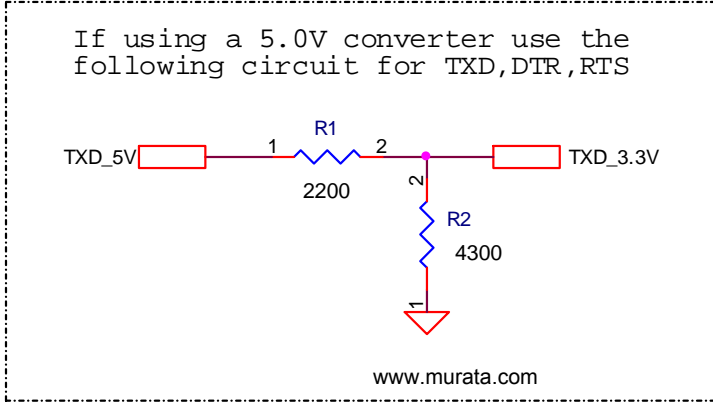 If using a 5.0V converter use the
following circuit for TXD,DTR,RTS
R1
TXD_5V 1 2 TXD_3.3V
2200
2
R2
4300
1
www.murata.com